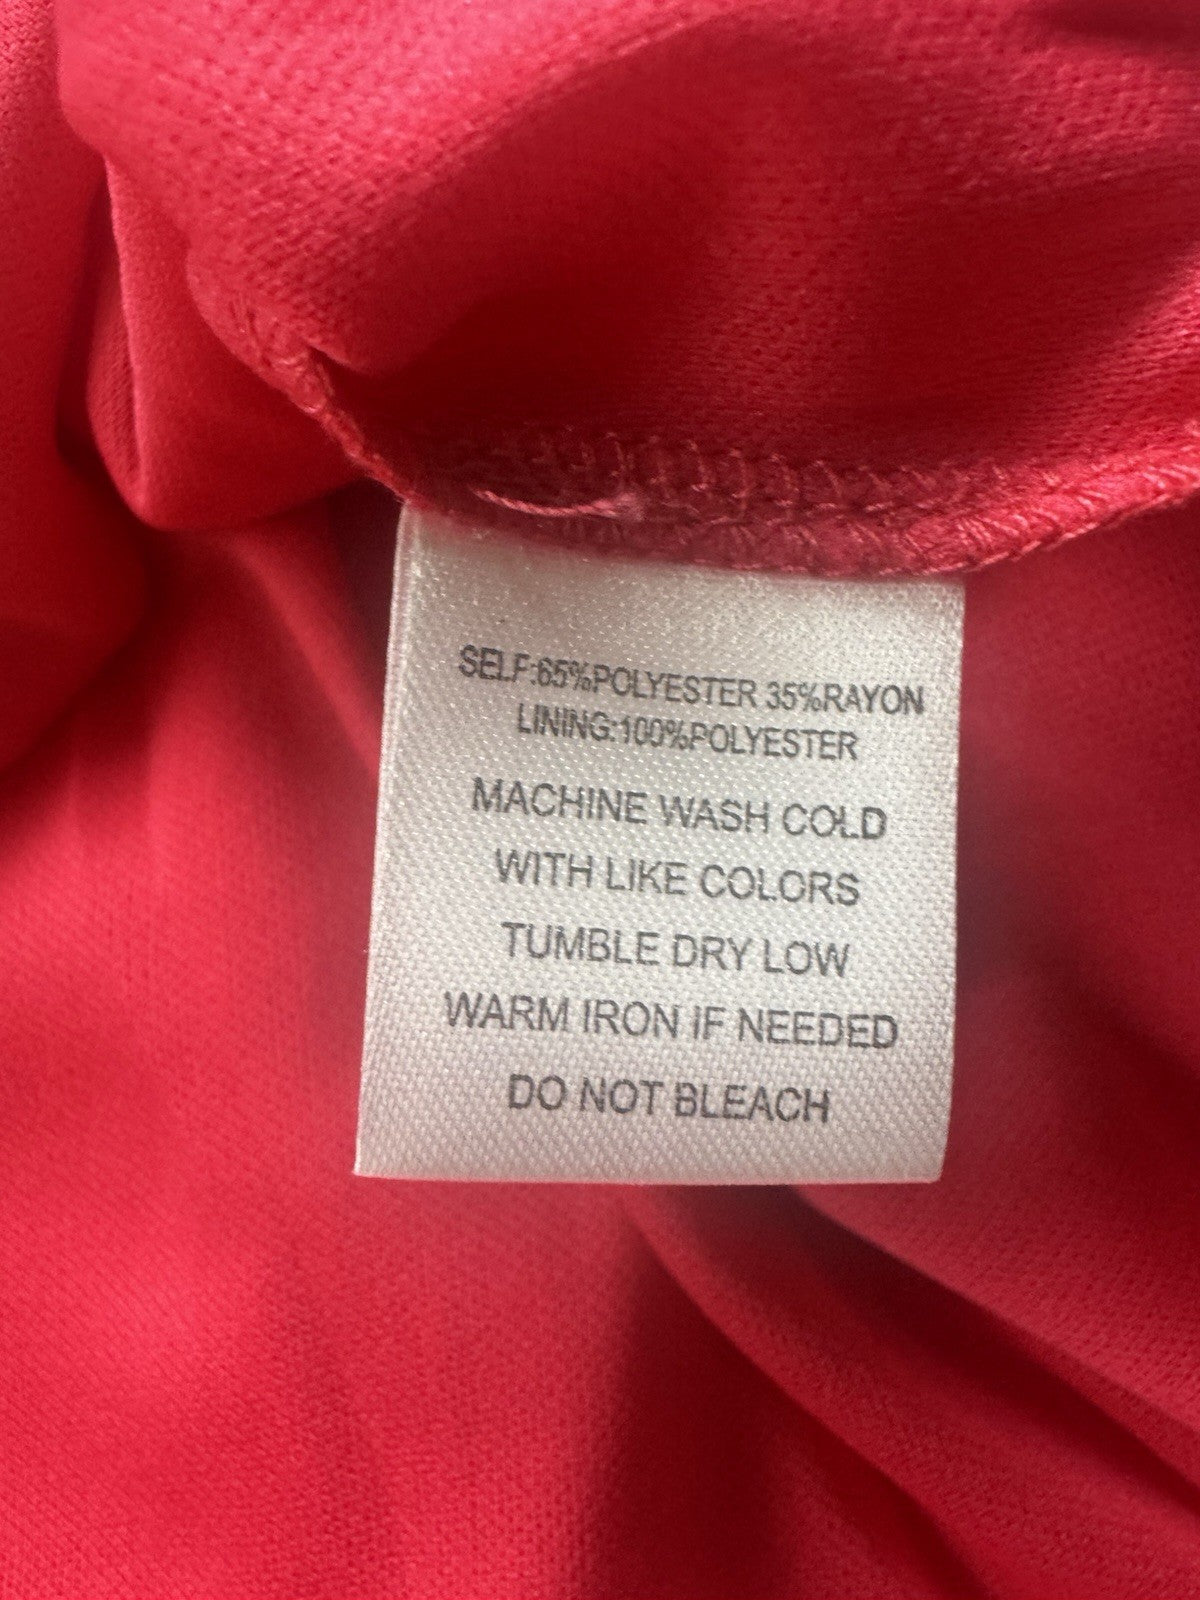 SELF:65%POLYESTER 35%RAYON
LINING:100%POLYESTER
MACHINE WASH COLD
WITH LIKE COLORS
TUMBLE DRY LOW
WARM IRON IF NEEDED
DO NOT BLEACH